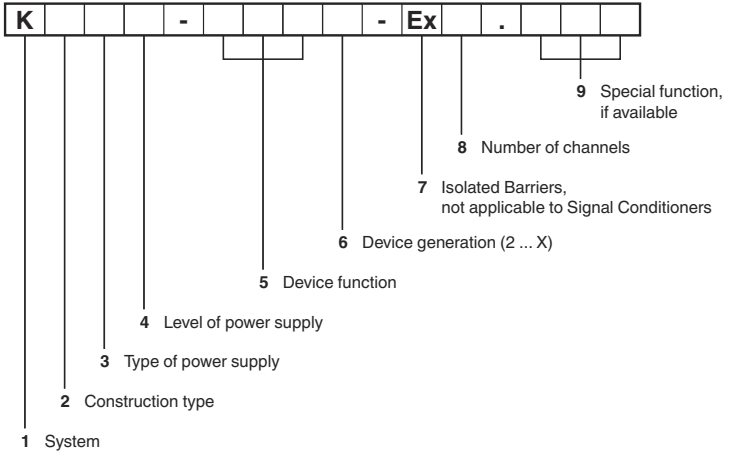 K - - Ex .
9 Special function,
if available
8 Number of channels
7 Isolated Barriers,
not applicable to Signal Conditioners
6 Device generation (2 ... X)
5 Device function
4 Level of power supply
3 Type of power supply
2 Construction type
1 System